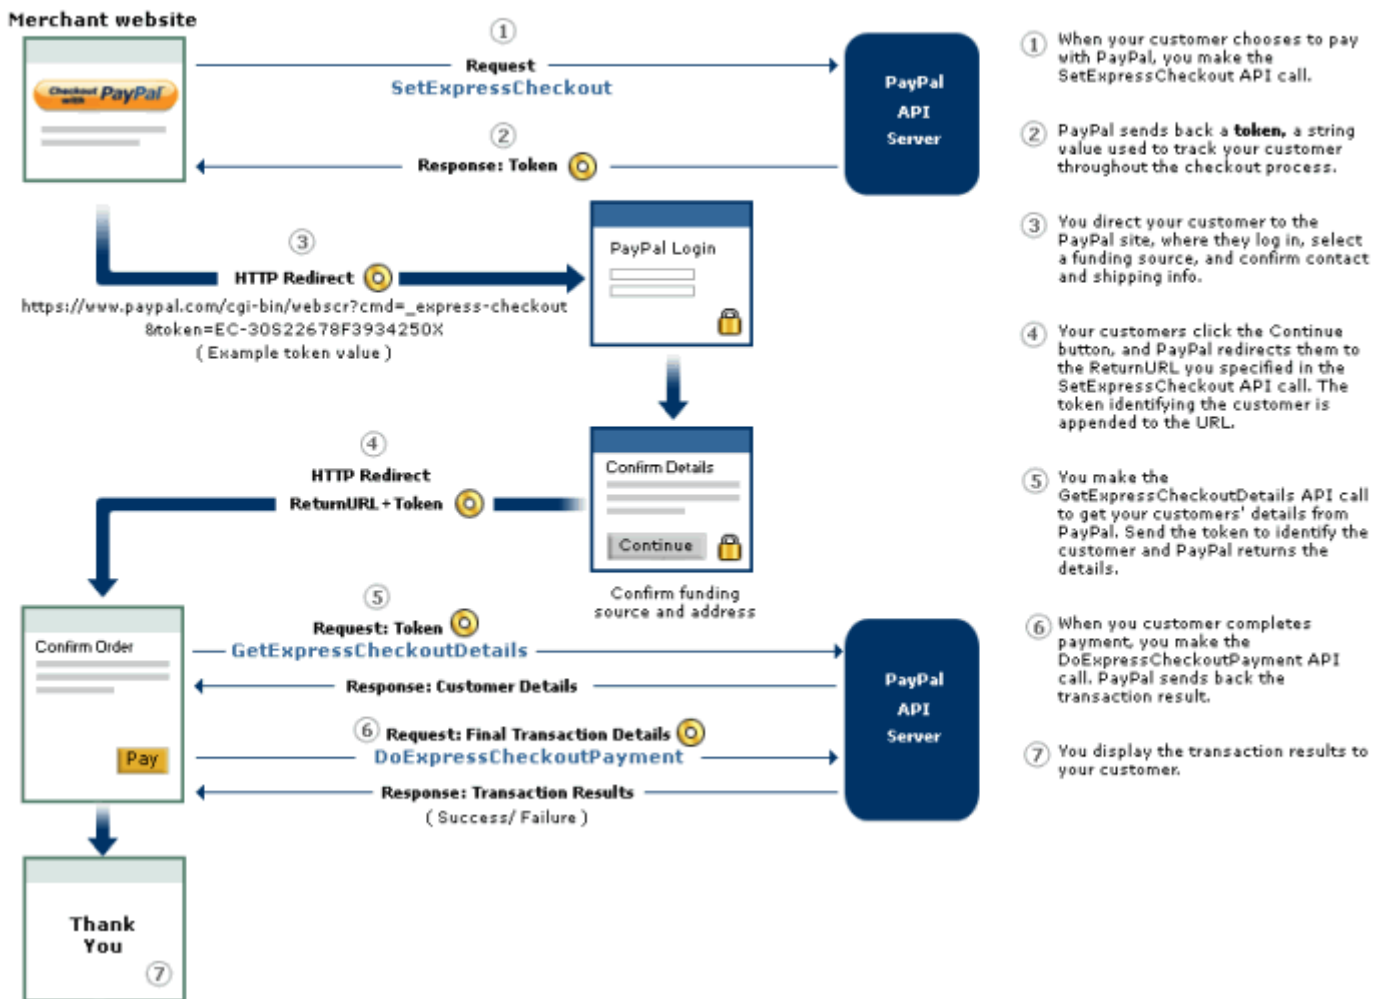 Merchant website
Checkout with PayPal
1
Request
SetExpressCheckout
2
Response: Token
PayPal
API
Server
3
HTTP Redirect
https://www.paypal.com/cgi-bin/webscr?cmd=_express-checkout
&token=EC-30S22678F3934250X
( Example token value )
PayPal Login
4
HTTP Redirect
ReturnURL + Token
Confirm Details
Continue
Confirm funding
source and address
Confirm Order
Pay
5
Request: Token
GetExpressCheckoutDetails
Response: Customer Details
6 Request: Final Transaction Details
DoExpressCheckoutPayment
Response: Transaction Results
( Success/ Failure )
PayPal
API
Server
Thank
You
7
1 When your customer chooses to pay
with PayPal, you make the
SetExpressCheckout API call.
2 PayPal sends back a token, a string
value used to track your customer
throughout the checkout process.
3 You direct your customer to the
PayPal site, where they log in, select
a funding source, and confirm contact
and shipping info.
4 Your customers click the Continue
button, and PayPal redirects them to
the ReturnURL you specified in the
SetExpressCheckout API call. The
token identifying the customer is
appended to the URL.
5 You make the
GetExpressCheckoutDetails API call
to get your customers' details from
PayPal. Send the token to identify the
customer and PayPal returns the
details.
6 When you customer completes
payment, you make the
DoExpressCheckoutPayment API
call. PayPal sends back the
transaction result.
7 You display the transaction results to
your customer.